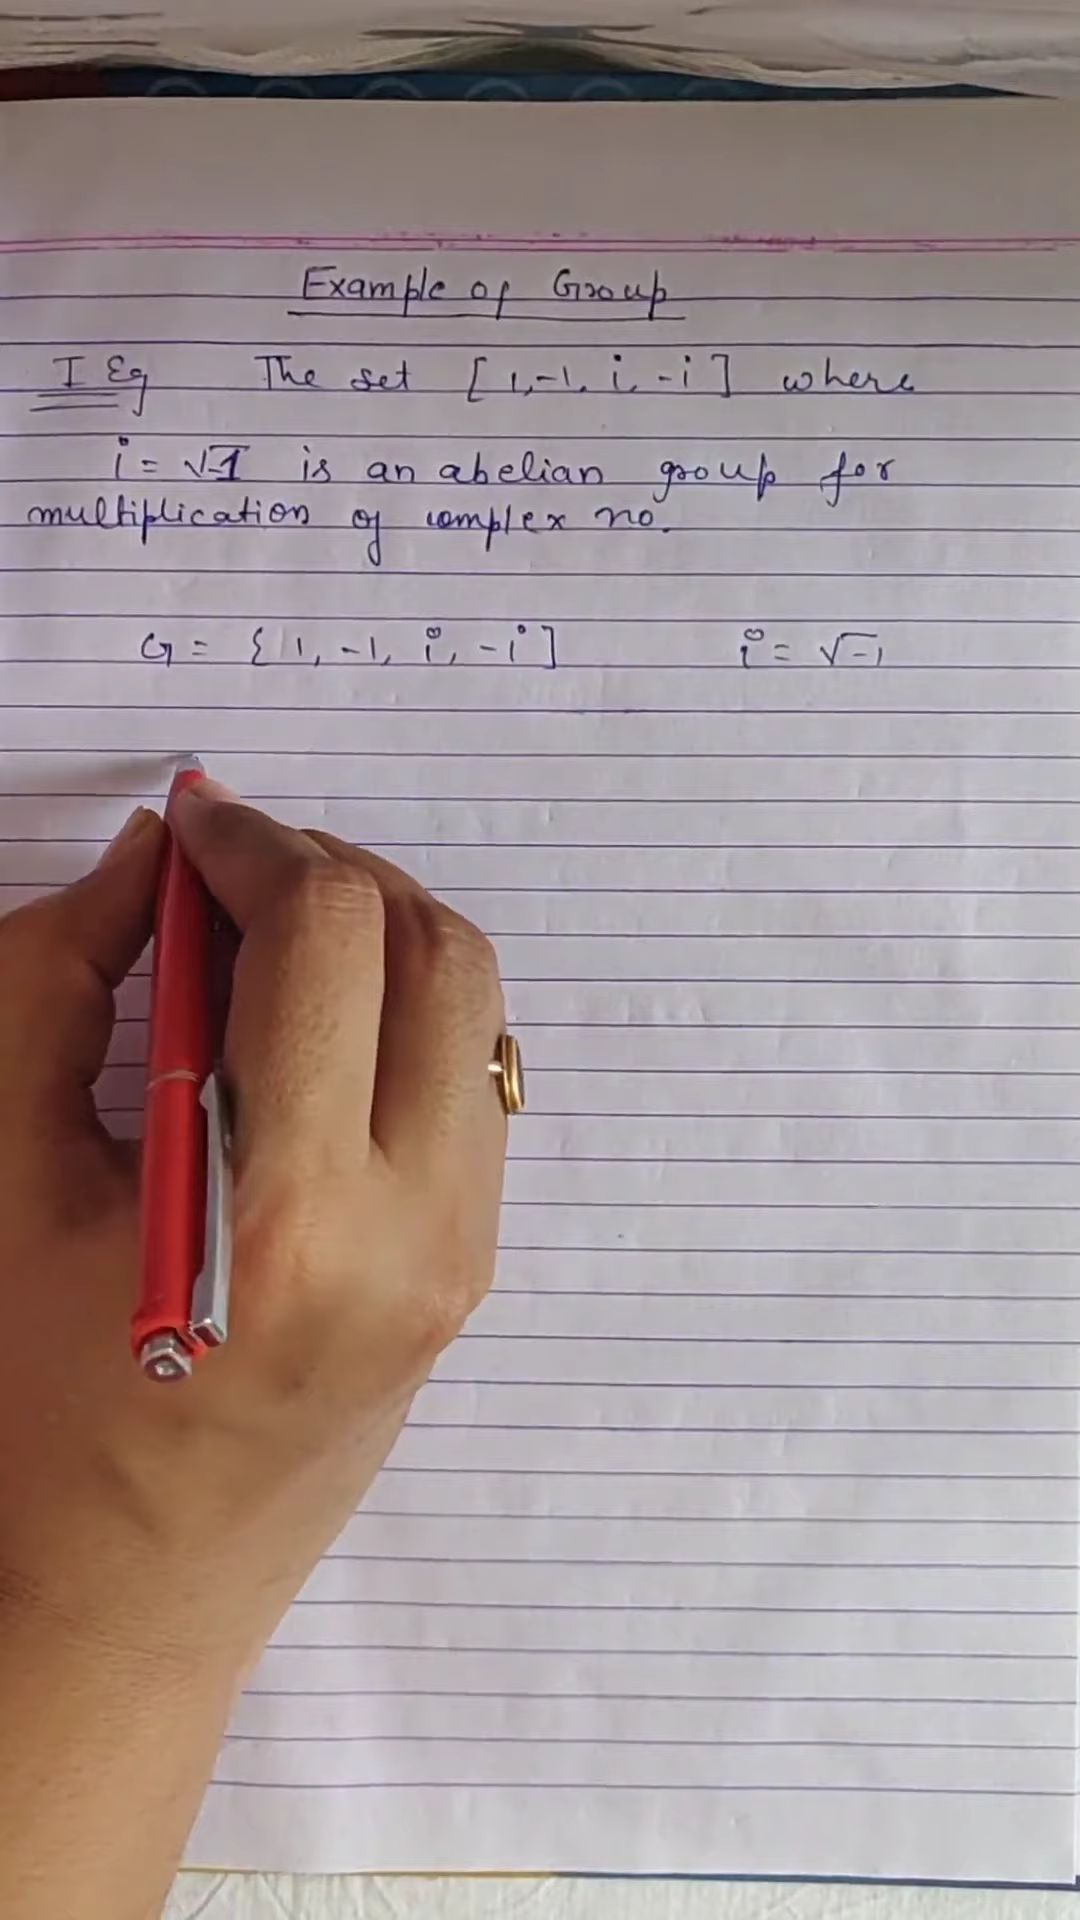 Example of Group
I Eg The set [1, -1, i, -i] where
i = √-1 is an abelian group for
multiplication of complex no.
G = {1, -1, i, -i] i = √-1